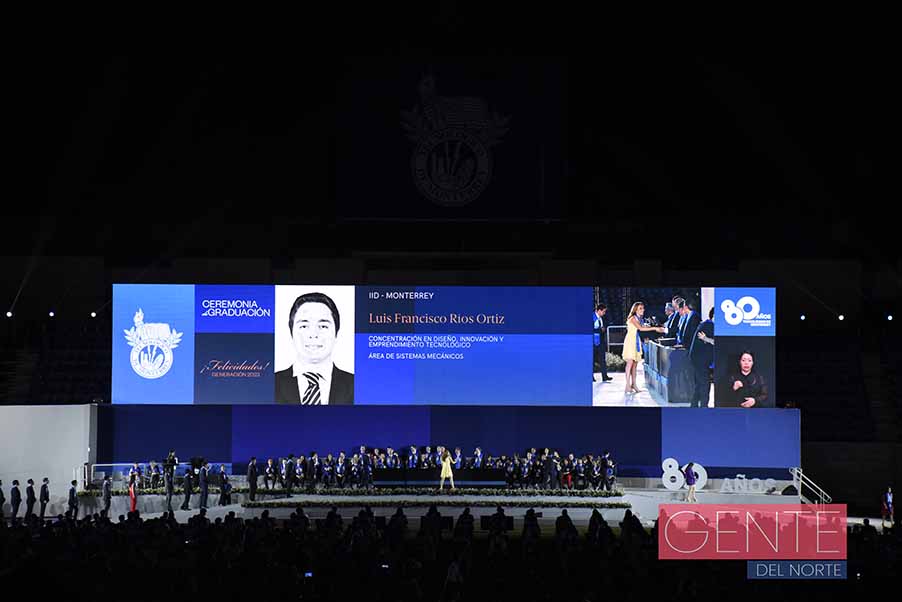 CEREMONIA
DE GRADUACIÓN
¡Felicidades!
GENERACIÓN 2023
IID - MONTERREY
Luis Francisco Rios Ortiz
CONCENTRACIÓN EN DISEÑO, INNOVACIÓN Y
EMPRENDIMIENTO TECNOLÓGICO
ÁREA DE SISTEMAS MECÁNICOS
80 AÑOS
80 AÑOS
GENTE
DEL NORTE